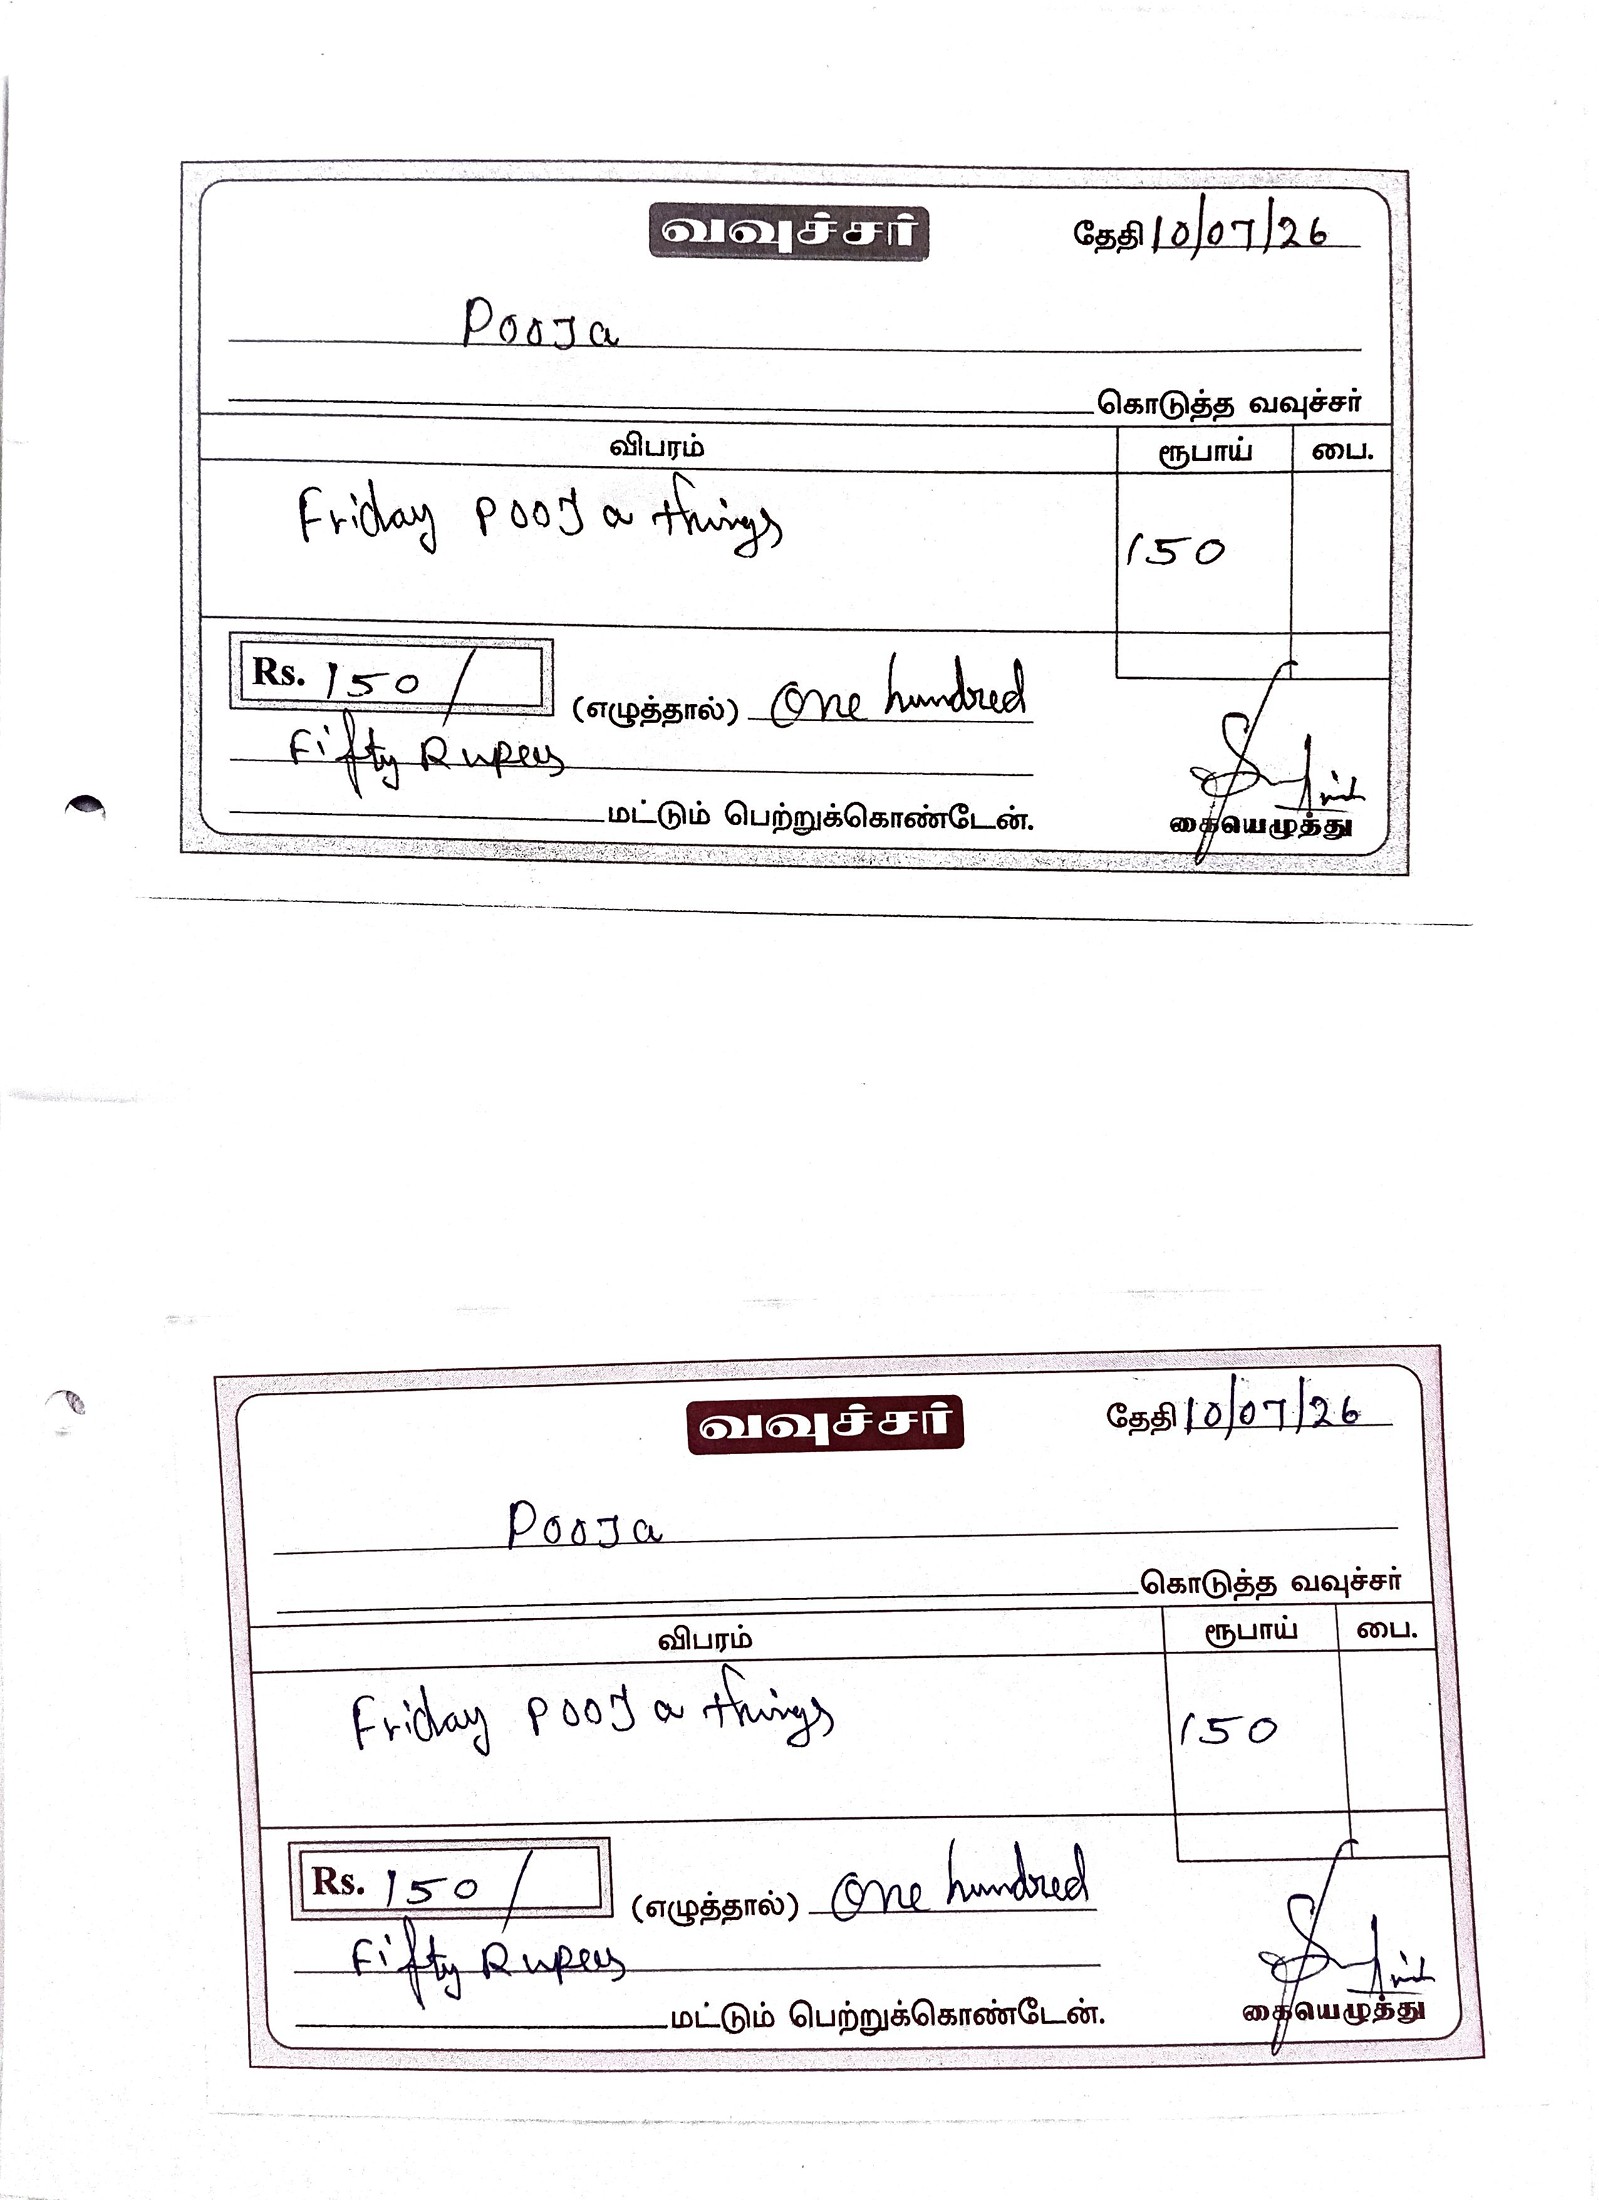 வவுச்சர்
தேதி 10/07/26
Pooja
கொடுத்த வவுச்சர்
விபரம் ரூபாய் பை.
Friday Pooja things 150
Rs. 150/
(எழுத்தால்) One hundred
Fifty Rupees
மட்டும் பெற்றுக்கொண்டேன்.
கையெழுத்து
வவுச்சர்
தேதி 10/07/26
Pooja
கொடுத்த வவுச்சர்
விபரம் ரூபாய் பை.
Friday Pooja things 150
Rs. 150/
(எழுத்தால்) One hundred
Fifty Rupees
மட்டும் பெற்றுக்கொண்டேன்.
கையெழுத்து